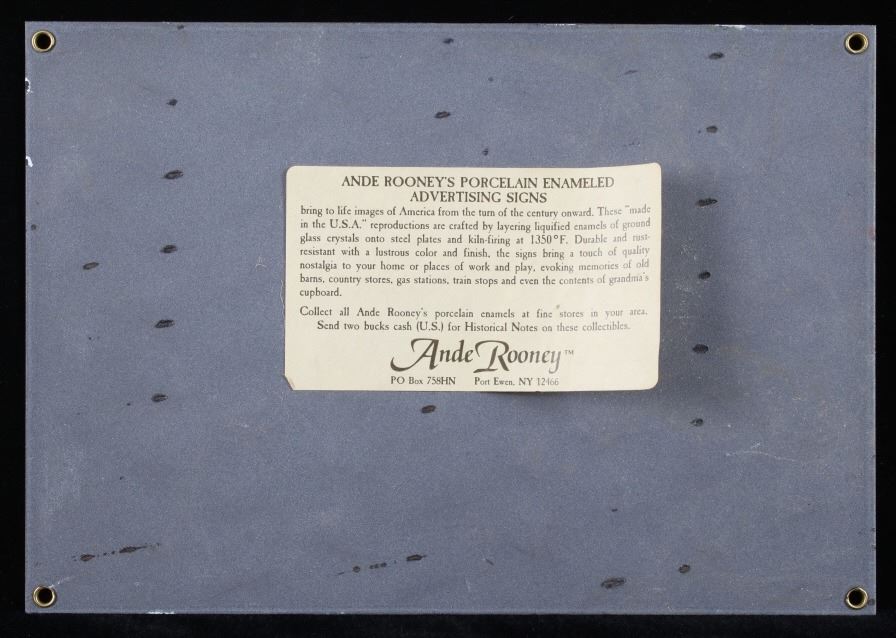 ANDE ROONEY'S PORCELAIN ENAMELED
ADVERTISING SIGNS
bring to life images of America from the turn of the century onward. These "made
in the U.S.A." reproductions are crafted by layering liquified enamels of ground
glass crystals onto steel plates and kiln-firing at 1350°F. Durable and rust-
resistant with a lustrous color and finish, the signs bring a touch of quality
nostalgia to your home or places of work and play, evoking memories of old
barns, country stores, gas stations, train stops and even the contents of grandma's
cupboard.
Collect all Ande Rooney's porcelain enamels at fine stores in your area.
Send two bucks cash (U.S.) for Historical Notes on these collectibles.
Ande Rooney™
PO Box 758HN Port Ewen, NY 12466